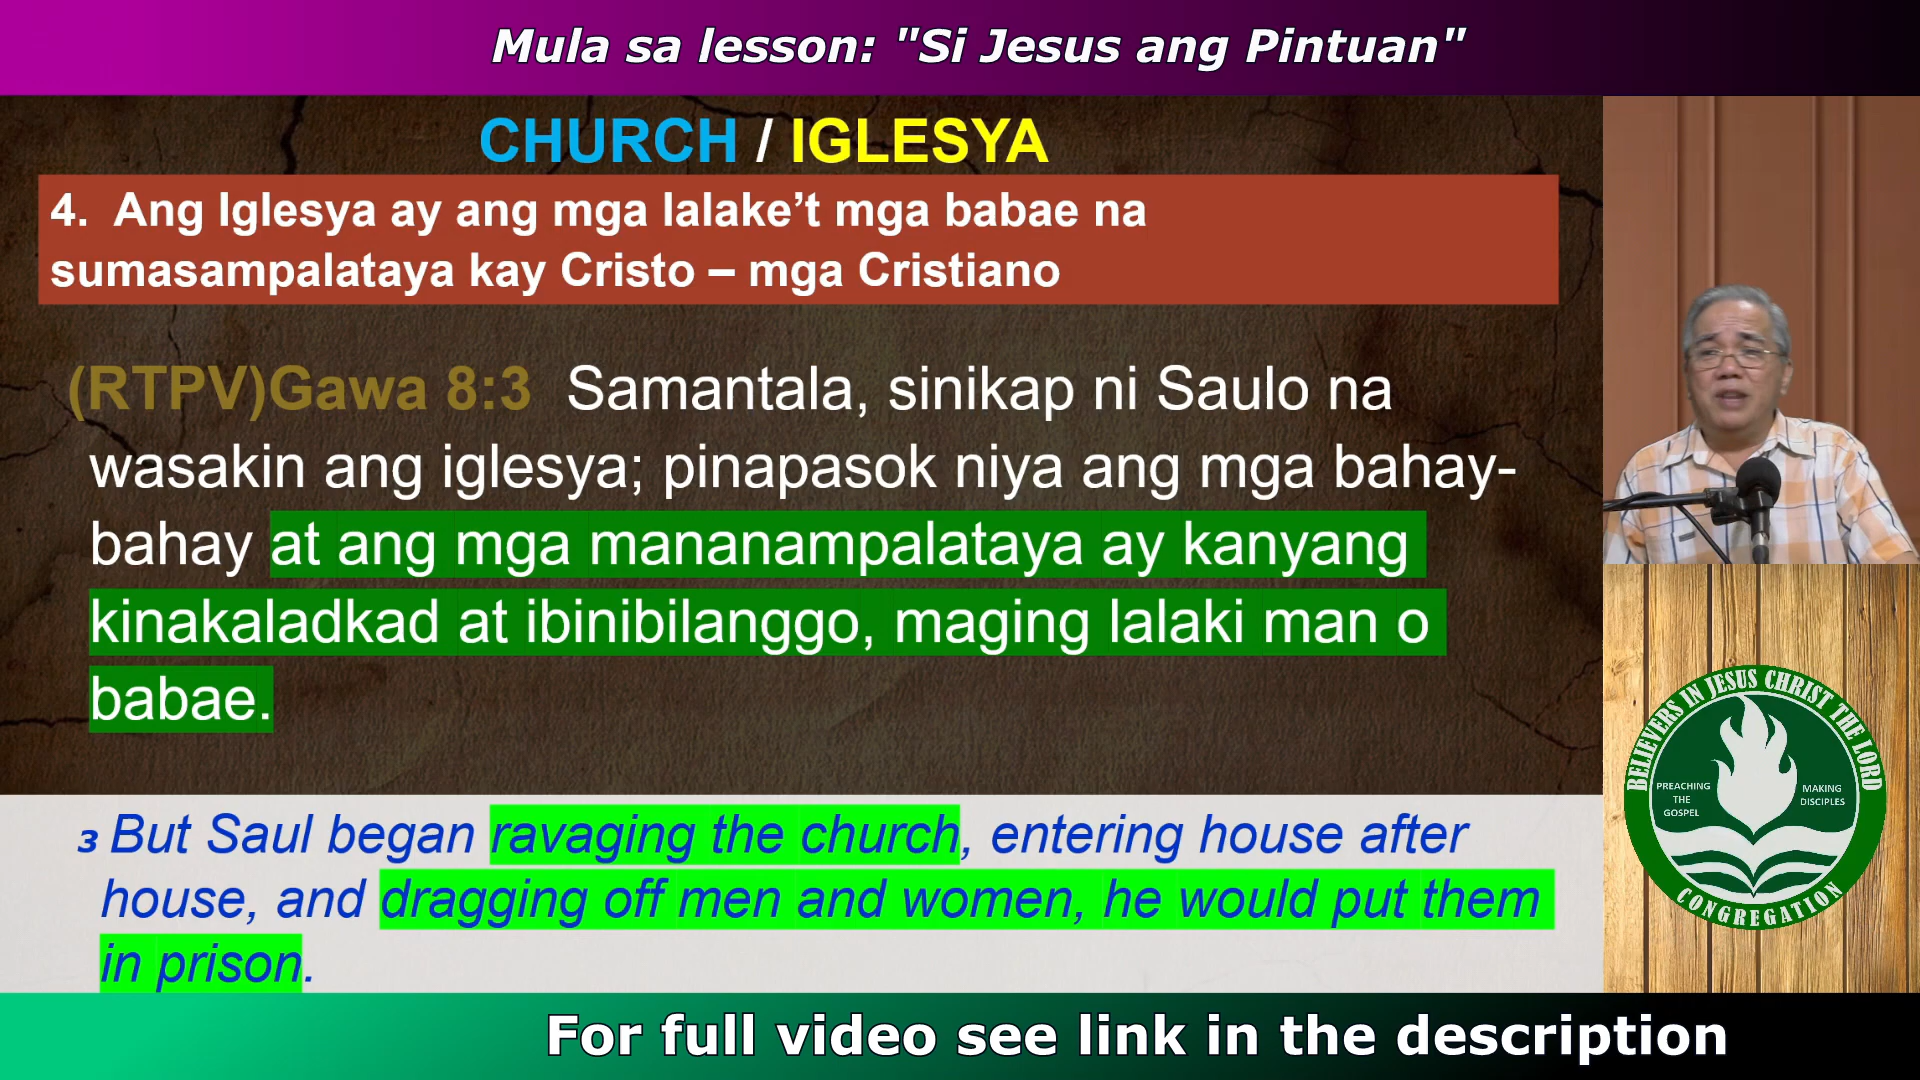 Mula sa lesson: "Si Jesus ang Pintuan"
CHURCH / IGLESYA
4. Ang Iglesya ay ang mga lalake’t mga babae na
sumasampalataya kay Cristo – mga Cristiano
(RTPV)Gawa 8:3 Samantala, sinikap ni Saulo na
wasakin ang iglesya; pinapasok niya ang mga bahay-
bahay at ang mga mananampalataya ay kanyang
kinakaladkad at ibinibilanggo, maging lalaki man o
babae.
3 But Saul began ravaging the church, entering house after
house, and dragging off men and women, he would put them
in prison.
BELIEVERS IN JESUS CHRIST THE LORD
PREACHING
THE
GOSPEL
MAKING
DISCIPLES
CONGREGATION
For full video see link in the description